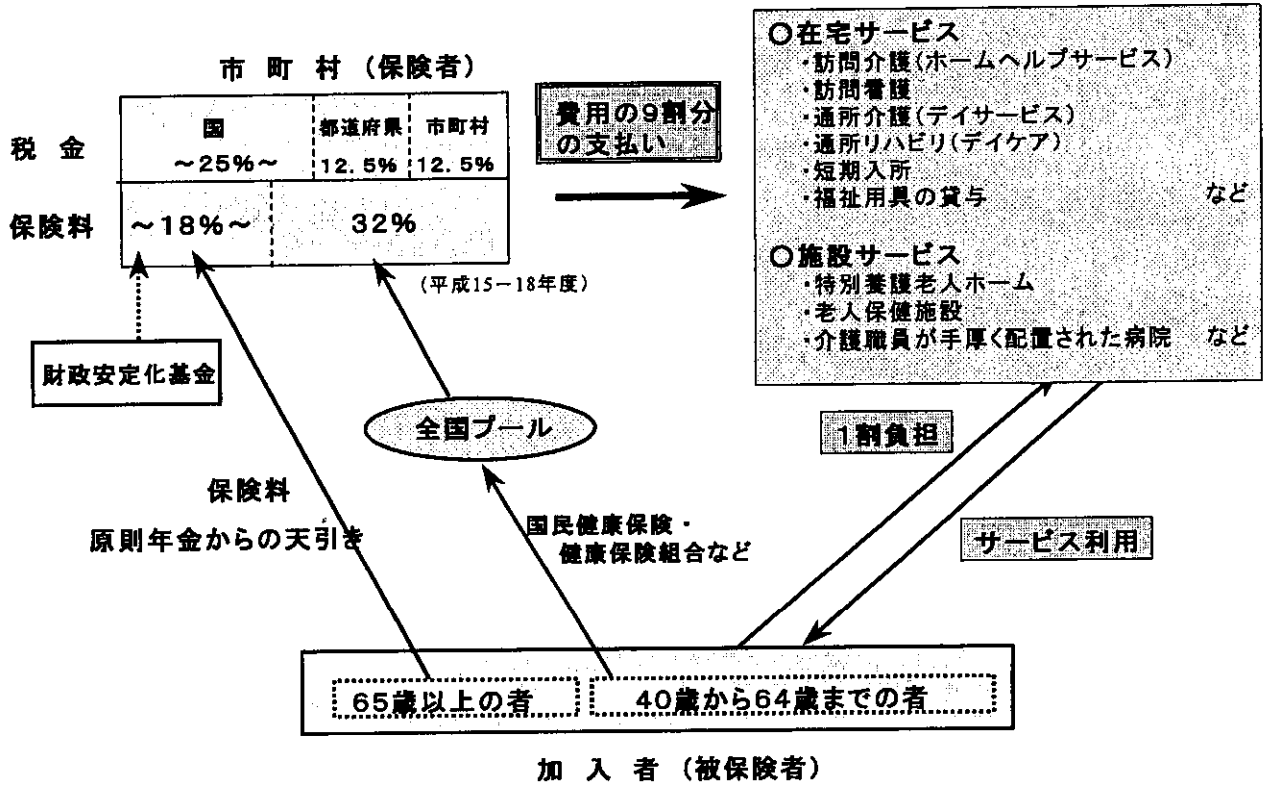 市町村（保険者）
税金
国
～25％～
都道府県
12.5％
市町村
12.5％
保険料
～18％～
32％
（平成15－18年度）
財政安定化基金
費用の9割分
の支払い
○在宅サービス
・訪問介護（ホームヘルプサービス）
・訪問看護
・通所介護（デイサービス）
・通所リハビリ（デイケア）
・短期入所
・福祉用具の貸与 など
○施設サービス
・特別養護老人ホーム
・老人保健施設
・介護職員が手厚く配置された病院 など
全国プール
1割負担
サービス利用
保険料
原則年金からの天引き
国民健康保険・
健康保険組合など
65歳以上の者
40歳から64歳までの者
加入者（被保険者）